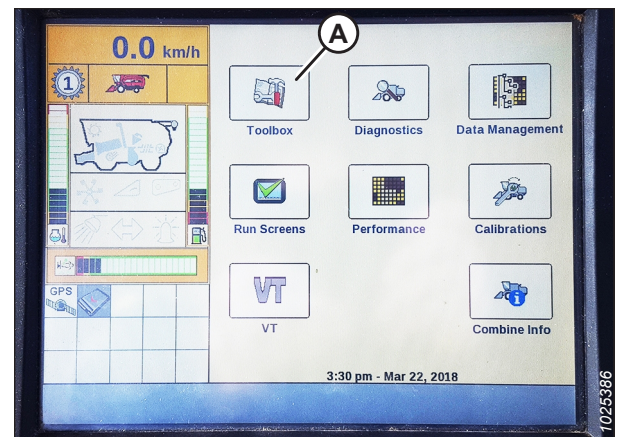 A
0.0 km/h
1
Toolbox
Diagnostics
Data Management
Run Screens
Performance
Calibrations
GPS
VT
VT
Combine Info
3:30 pm - Mar 22, 2018
1025386